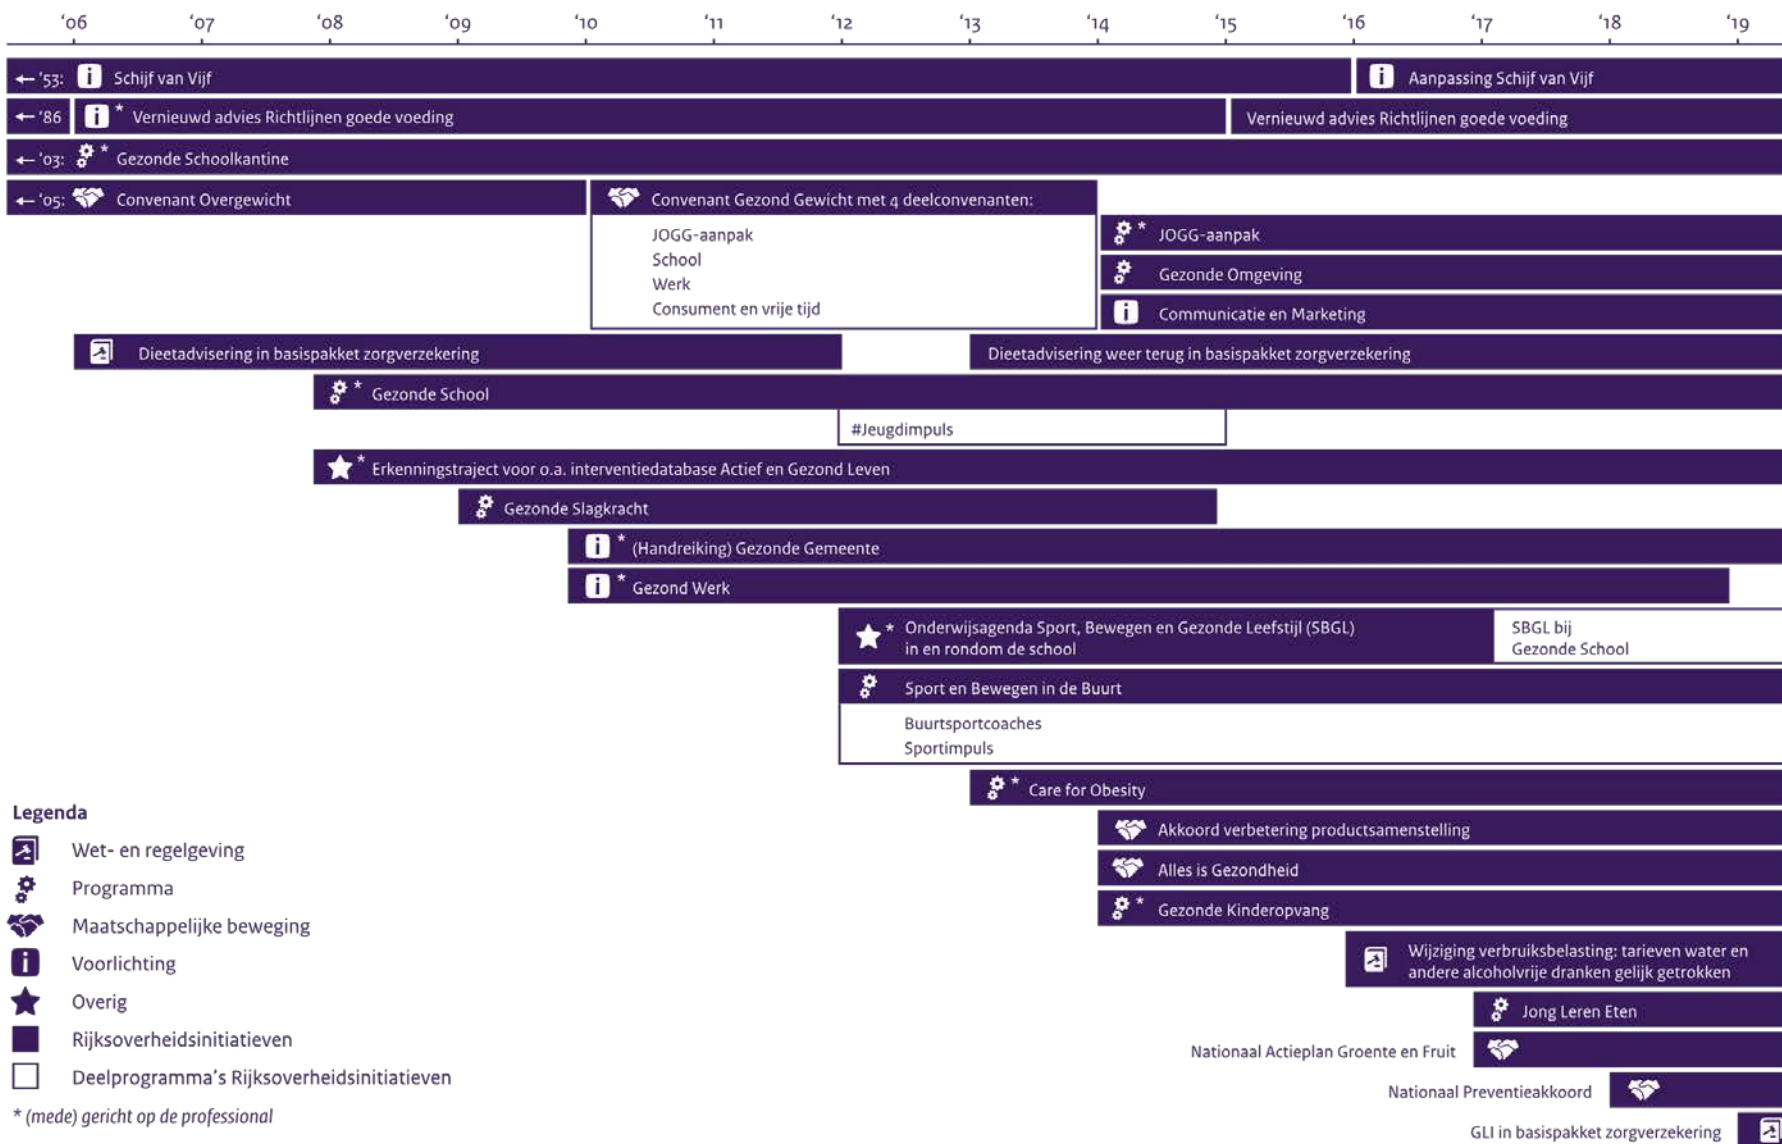 ‘06 ‘07 ‘08 ‘09 ‘10 ‘11 ‘12 ‘13 ‘14 ‘15 ‘16 ‘17 ‘18 ‘19
← ’53: Schijf van Vijf
Aanpassing Schijf van Vijf
← ’86 * Vernieuwd advies Richtlijnen goede voeding
Vernieuwd advies Richtlijnen goede voeding
← ’03: * Gezonde Schoolkantine
← ’05: Convenant Overgewicht
Convenant Gezond Gewicht met 4 deelconvenanten:
JOGG-aanpak
School
Werk
Consument en vrije tijd
* JOGG-aanpak
Gezonde Omgeving
Communicatie en Marketing
Dieetadvisering in basispakket zorgverzekering
Dieetadvisering weer terug in basispakket zorgverzekering
* Gezonde School
#Jeugdimpuls
* Erkenningstraject voor o.a. interventiedatabase Actief en Gezond Leven
Gezonde Slagkracht
* (Handreiking) Gezonde Gemeente
* Gezond Werk
* Onderwijsagenda Sport, Bewegen en Gezonde Leefstijl (SBGL)
in en rondom de school
SBGL bij
Gezonde School
Sport en Bewegen in de Buurt
Buurtsportcoaches
Sportimpuls
* Care for Obesity
Akkoord verbetering productsamenstelling
Alles is Gezondheid
* Gezonde Kinderopvang
Wijziging verbruiksbelasting: tarieven water en
andere alcoholvrije dranken gelijk getrokken
Jong Leren Eten
Nationaal Actieplan Groente en Fruit
Nationaal Preventieakkoord
GLI in basispakket zorgverzekering
Legenda
Wet- en regelgeving
Programma
Maatschappelijke beweging
Voorlichting
Overig
Rijksoverheidsinitiatieven
Deelprogramma’s Rijksoverheidsinitiatieven
* (mede) gericht op de professional